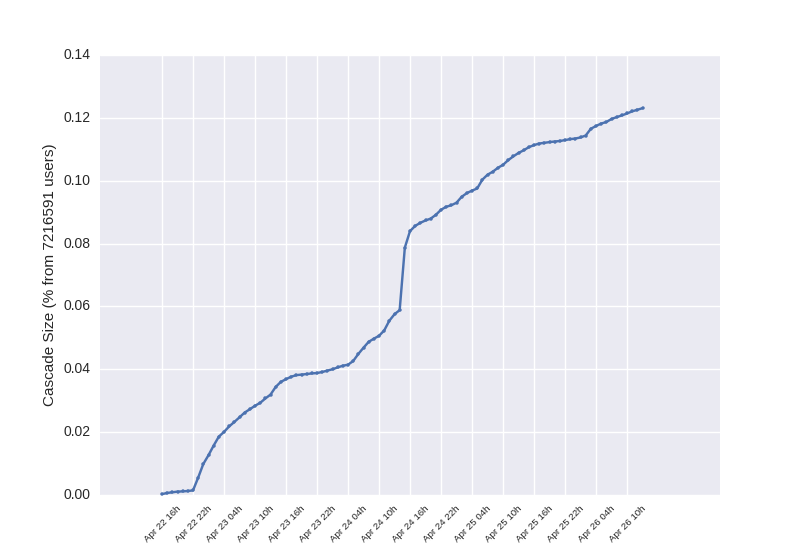 0.14
0.12
0.10
0.08
0.06
0.04
0.02
0.00
Cascade Size (% from 7216591 users)
Apr 22 16h
Apr 22 22h
Apr 23 04h
Apr 23 10h
Apr 23 16h
Apr 23 22h
Apr 24 04h
Apr 24 10h
Apr 24 16h
Apr 24 22h
Apr 25 04h
Apr 25 10h
Apr 25 16h
Apr 25 22h
Apr 26 04h
Apr 26 10h